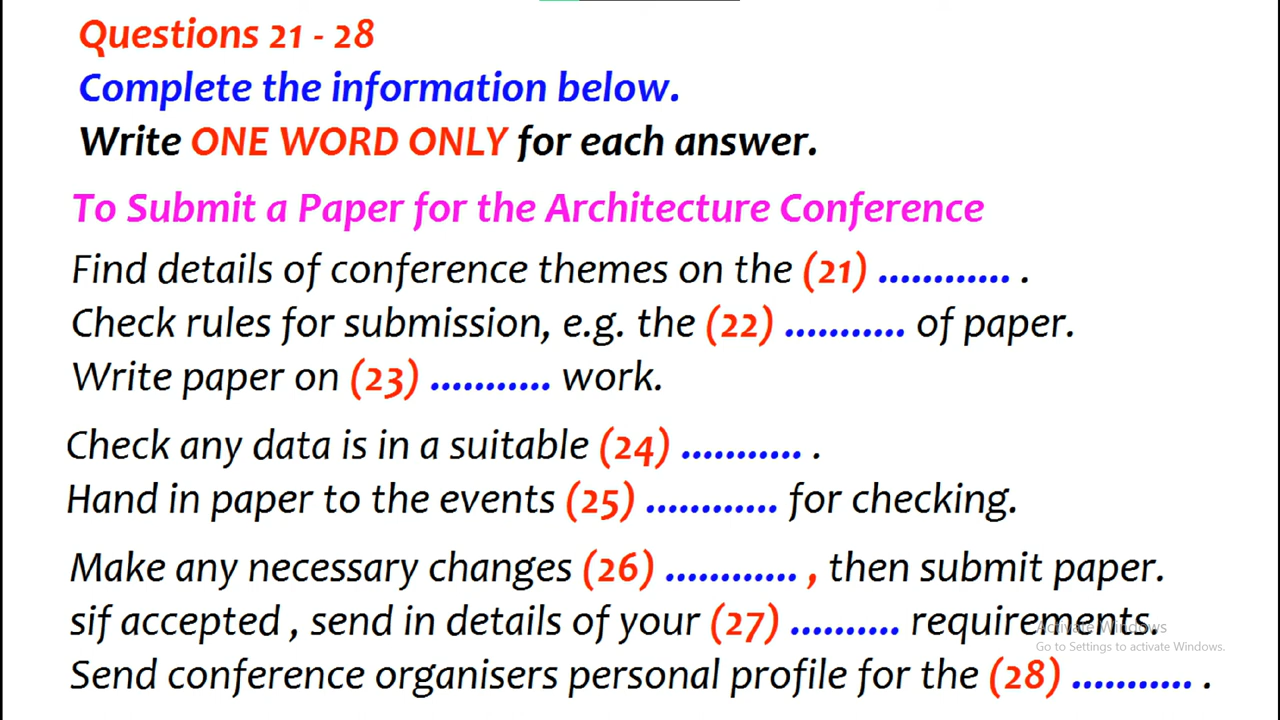 Questions 21 - 28
Complete the information below.
Write ONE WORD ONLY for each answer.
To Submit a Paper for the Architecture Conference
Find details of conference themes on the (21) ............ .
Check rules for submission, e.g. the (22) ........... of paper.
Write paper on (23) ........... work.
Check any data is in a suitable (24) ........... .
Hand in paper to the events (25) ............ for checking.
Make any necessary changes (26) ............ , then submit paper.
sif accepted , send in details of your (27) .......... requirements.
Activate Windows
Go to Settings to activate Windows.
Send conference organisers personal profile for the (28) ........... .